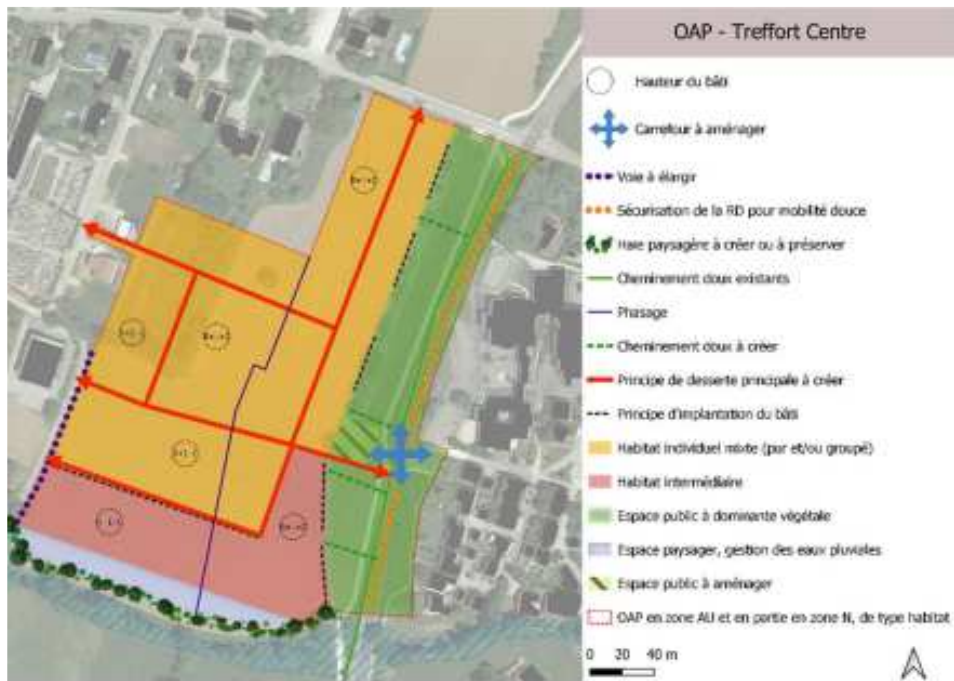 OAP - Treffort Centre
Hauteur du bâti
Carrefour à aménager
Voie à élargir
Sécurisation de la RD pour mobilité douce
Haie paysagère à créer ou à préserver
Cheminement doux existants
Phasage
Cheminement doux à créer
Principe de desserte principale à créer
Principe d'implantation du bâti
Habitat individuel mixte (pur et/ou groupé)
Habitat intermédiaire
Espace public à dominante végétale
Espace paysager, gestion des eaux pluviales
Espace public à aménager
OAP en zone AU et en partie en zone N, de type habitat
0 20 40 m